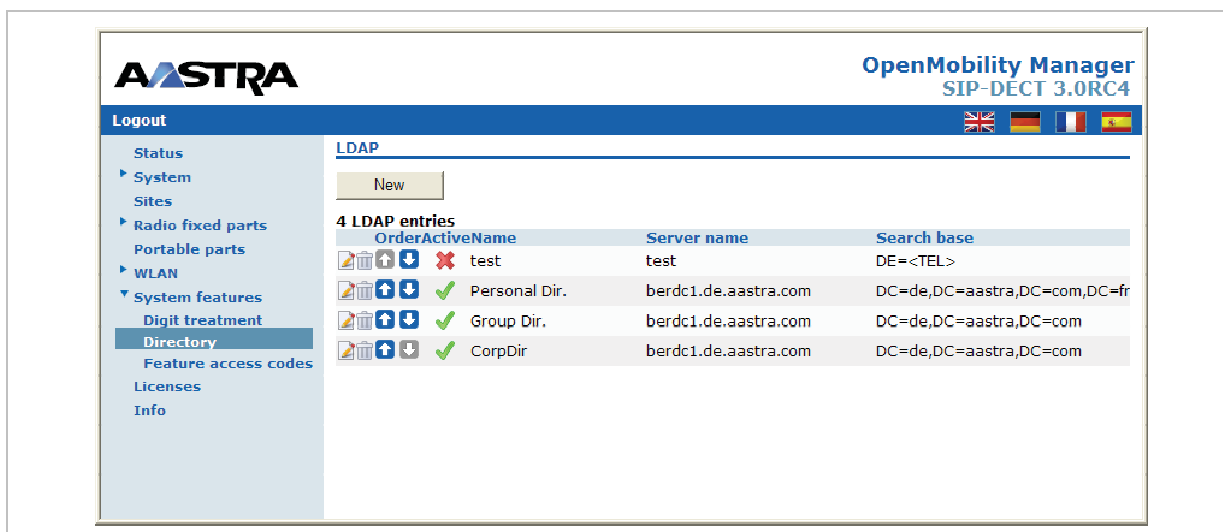 AASTRA
OpenMobility Manager
SIP-DECT 3.0RC4
Logout
Status
System
Sites
Radio fixed parts
Portable parts
WLAN
System features
Digit treatment
Directory
Feature access codes
Licenses
Info
LDAP
New
4 LDAP entries
Order Active Name Server name Search base
test test DE=<TEL>
Personal Dir. berdc1.de.aastra.com DC=de,DC=aastra,DC=com,DC=fr
Group Dir. berdc1.de.aastra.com DC=de,DC=aastra,DC=com
CorpDir berdc1.de.aastra.com DC=de,DC=aastra,DC=com